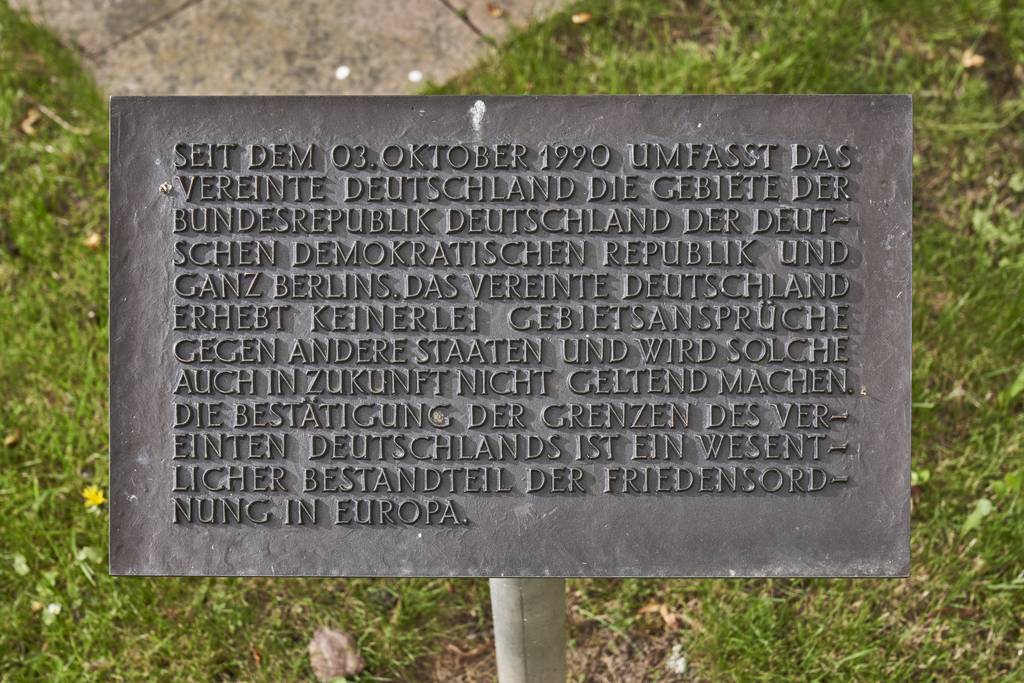 SEIT DEM 03. OKTOBER 1990 UMFASST DAS
VEREINTE DEUTSCHLAND DIE GEBIETE DER
BUNDESREPUBLIK DEUTSCHLAND DER DEUT-
SCHEN DEMOKRATISCHEN REPUBLIK UND
GANZ BERLINS. DAS VEREINTE DEUTSCHLAND
ERHEBT KEINERLEI GEBIETSANSPRÜCHE
GEGEN ANDERE STAATEN UND WIRD SOLCHE
AUCH IN ZUKUNFT NICHT GELTEND MACHEN.
DIE BESTÄTIGUNG DER GRENZEN DES VER-
EINTEN DEUTSCHLANDS IST EIN WESENT-
LICHER BESTANDTEIL DER FRIEDENSORD-
NUNG IN EUROPA.